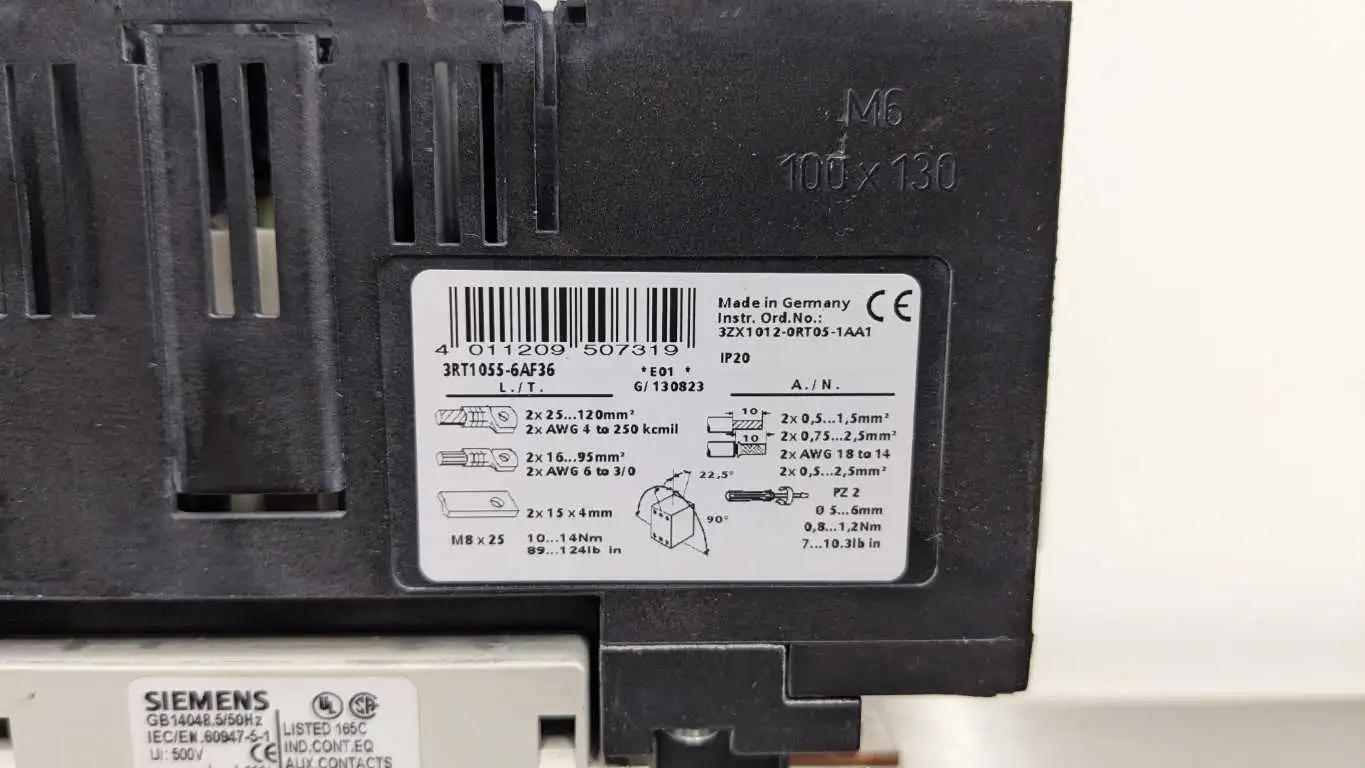 M6
100 x 130
Made in Germany CE
Instr. Ord.No.:
3ZX1012-0RT05-1AA1
4 011209 507319
IP20
3RT1055-6AF36
*E01 *
G/130823
L./T.
A./N.
2x 25...120mm²
2x AWG 4 to 250 kcmil
2x 16...95mm²
2x AWG 6 to 3/0
2x 15 x 4mm
M8 x 25
10...14Nm
89...124lb in
22,5°
90°
10
2x 0,5...1,5mm²
10
2x 0,75...2,5mm²
2x AWG 18 to 14
2x 0,5...2,5mm²
PZ 2
Ø 5...6mm
0,8...1,2Nm
7...10.3lb in
SIEMENS
GB14048.5/50Hz
IEC/EN 60947-5-1
Ui: 500V CE
UL SA
LISTED 165C
IND.CONT.EQ
AUX.CONTACTS